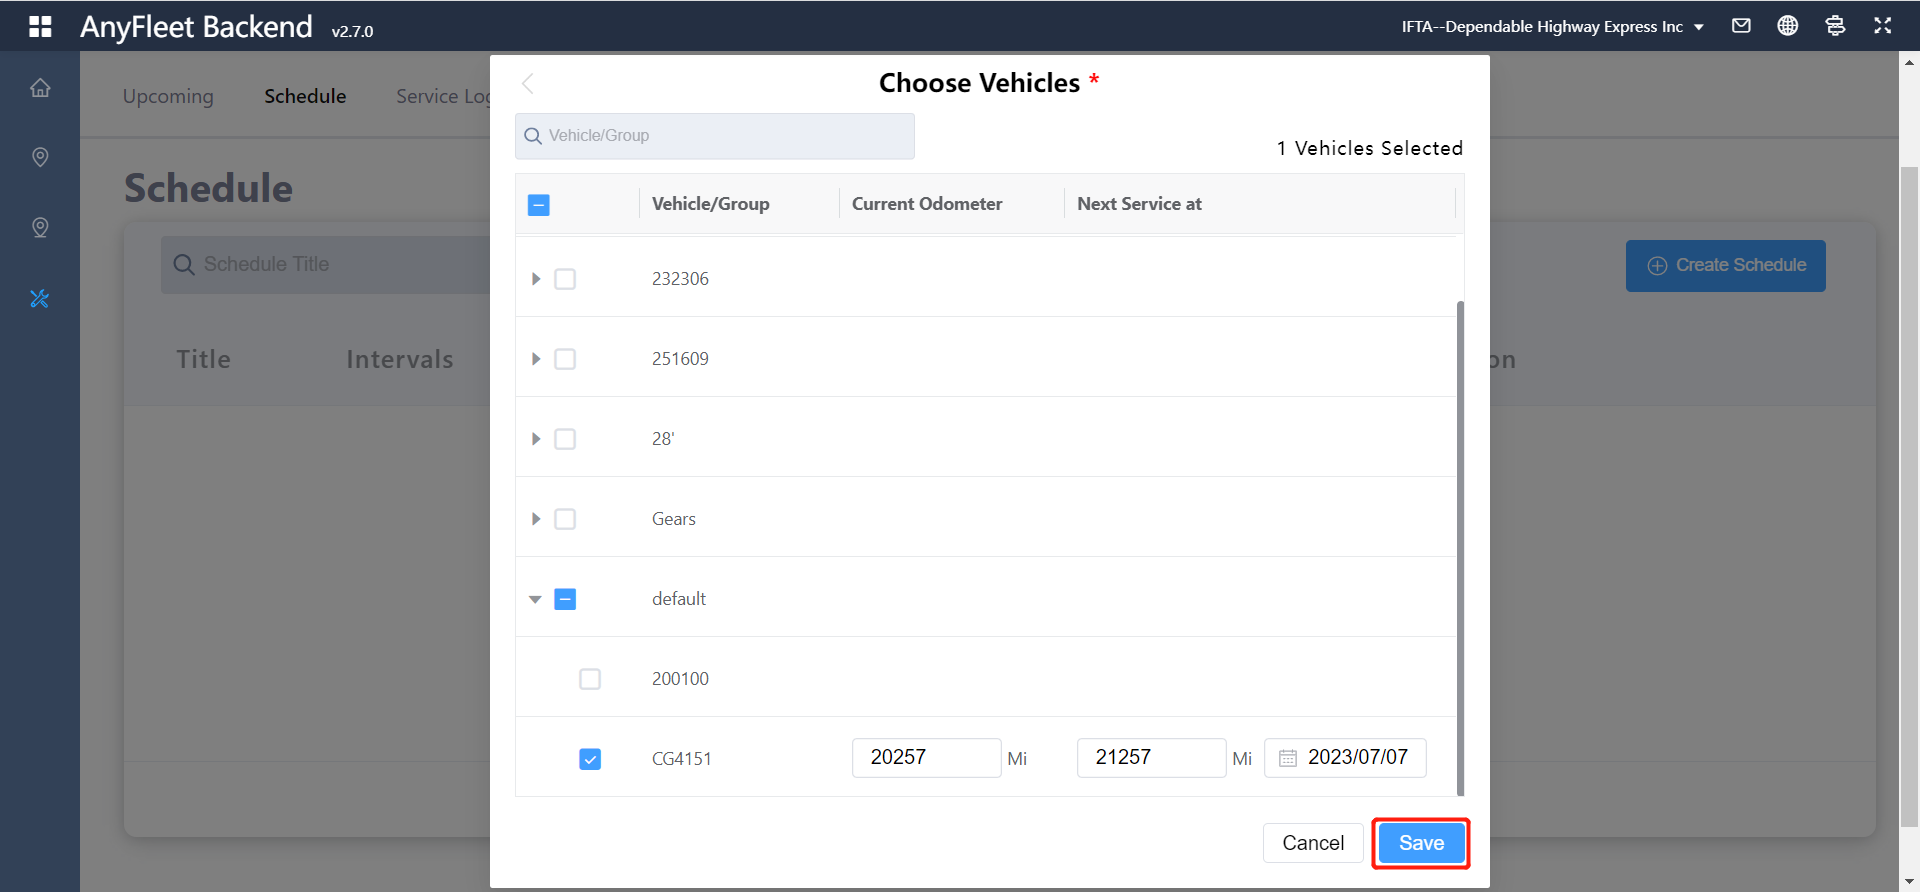 AnyFleet Backend v2.7.0
IFTA--Dependable Highway Express Inc
Upcoming
Schedule
Service Log
Schedule
Schedule Title
Create Schedule
Title
Intervals
on
Choose Vehicles *
Vehicle/Group
1 Vehicles Selected
Vehicle/Group Current Odometer Next Service at
232306
251609
28'
Gears
default
200100
CG4151 20257 Mi 21257 Mi 2023/07/07
Cancel Save